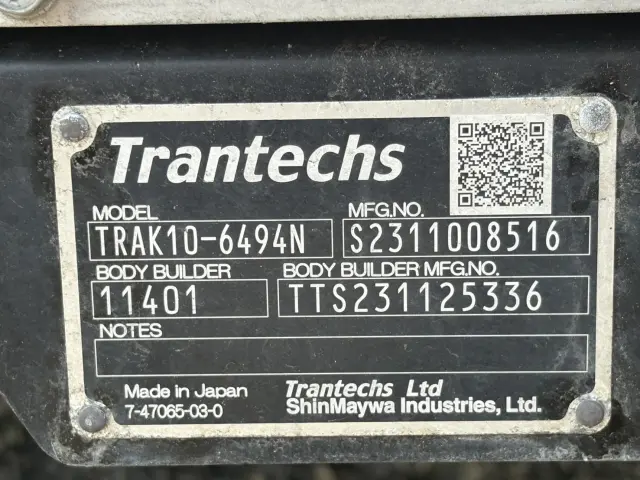 Trantechs
MODEL MFG.NO.
TRAK10-6494N S2311008516
BODY BUILDER BODY BUILDER MFG.NO.
11401 TTS231125336
NOTES
Made in Japan Trantechs Ltd
7-47065-03-0 ShinMaywa Industries, Ltd.